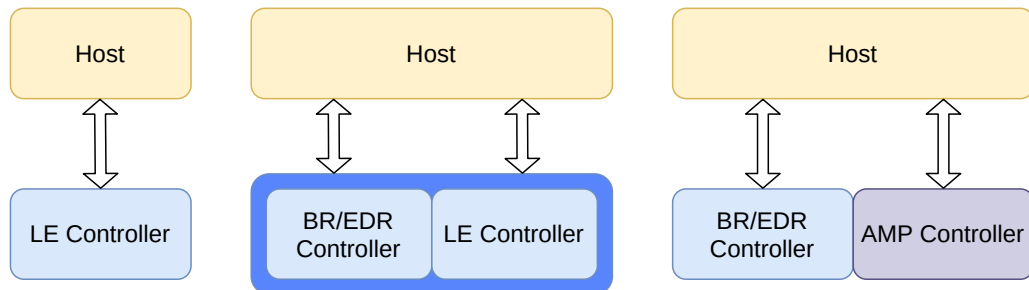 Host
Host
Host
LE Controller
BR/EDR
Controller
LE Controller
BR/EDR
Controller
AMP Controller